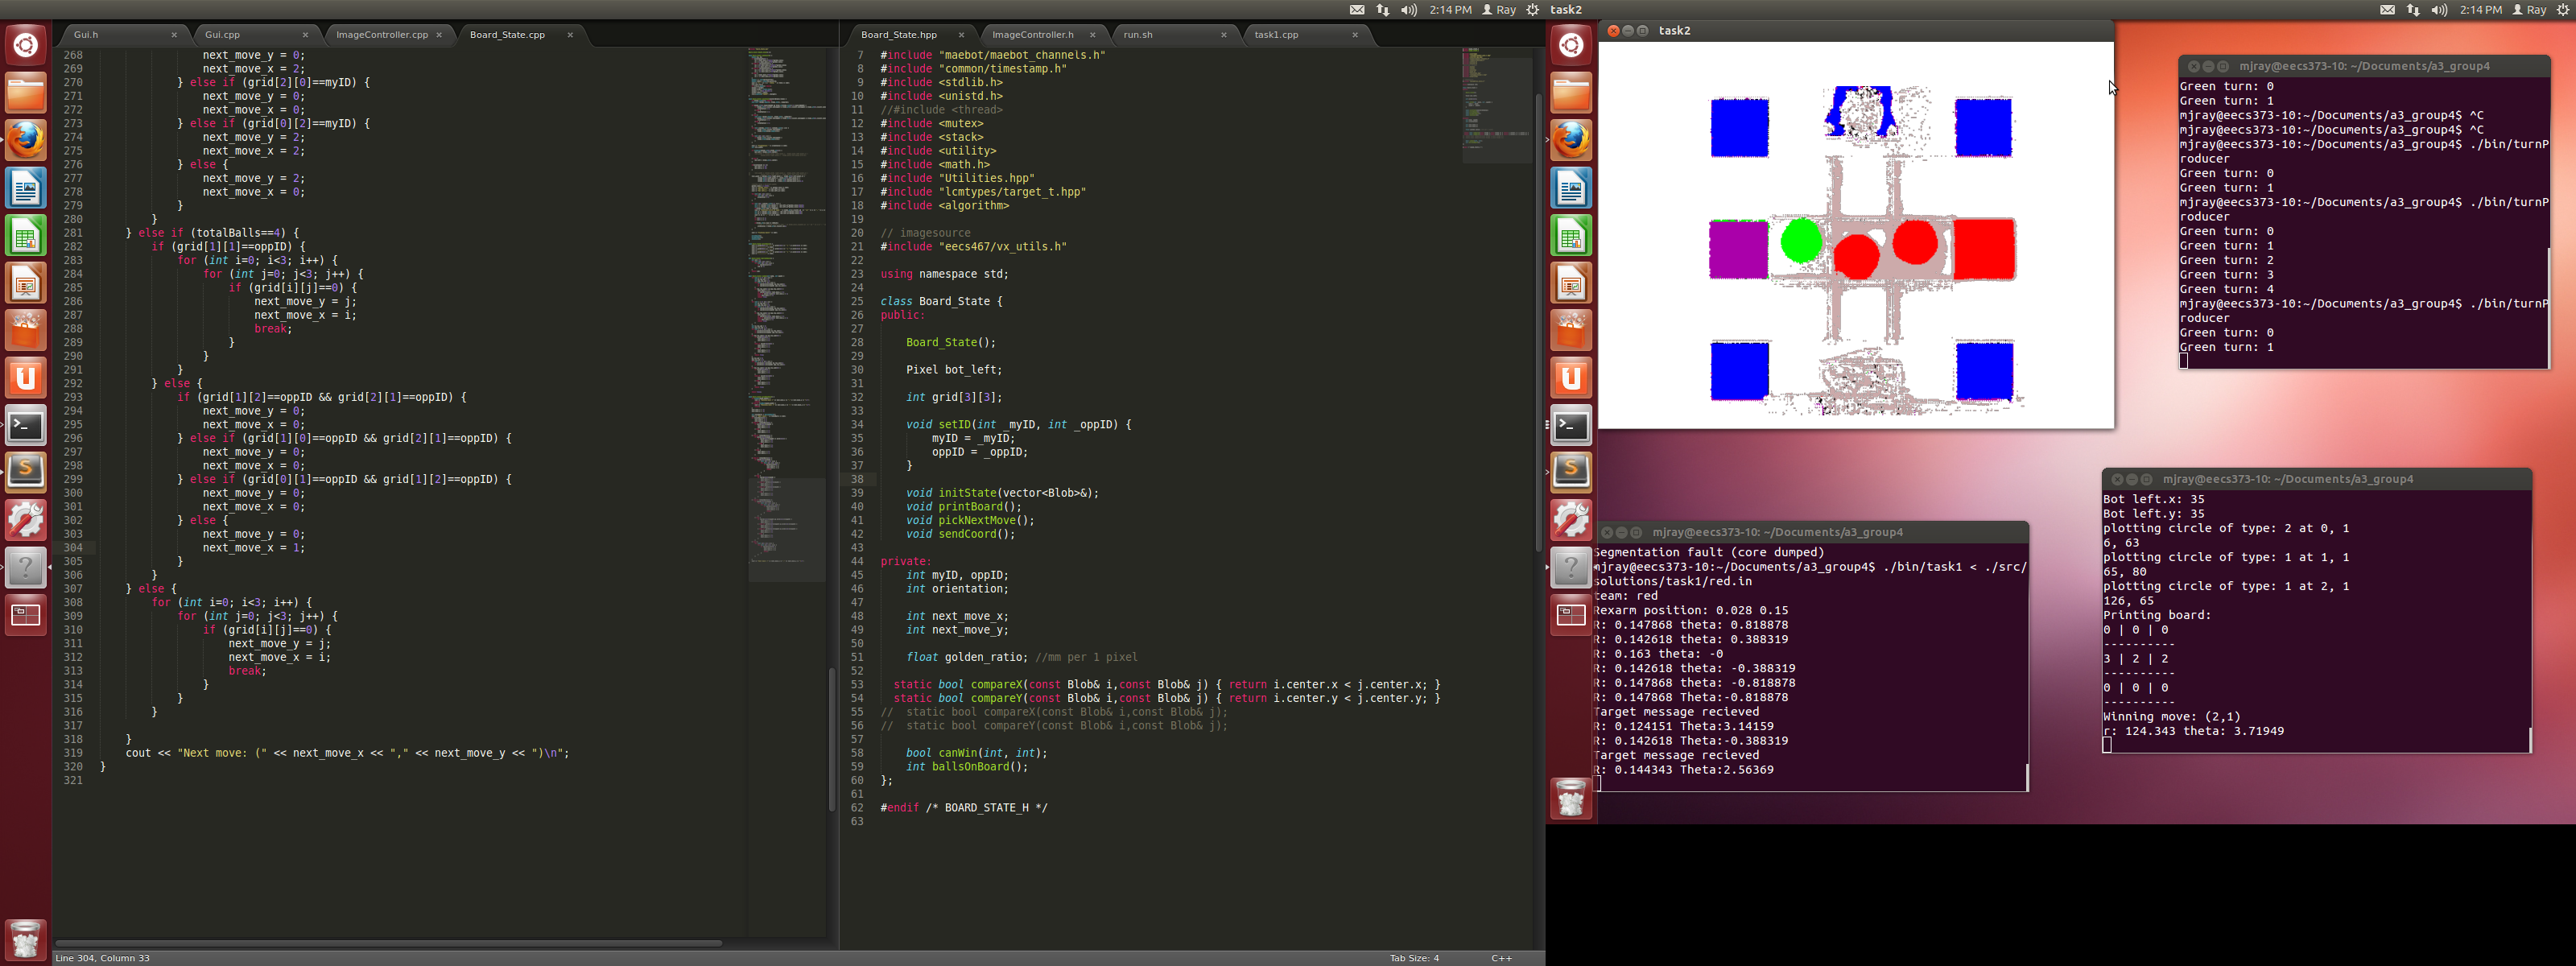 2:14 PM Ray task2 2:14 PM Ray
Gui.h Gui.cpp ImageController.cpp Board_State.cpp
268 next_move_y = 0;
269 next_move_x = 2;
270 } else if (grid[2][0]==myID) {
271 next_move_y = 0;
272 next_move_x = 0;
273 } else if (grid[0][2]==myID) {
274 next_move_y = 2;
275 next_move_x = 2;
276 } else {
277 next_move_y = 2;
278 next_move_x = 0;
279 }
280 }
281 } else if (totalBalls==4) {
282 if (grid[1][1]==oppID) {
283 for (int i=0; i<3; i++) {
284 for (int j=0; j<3; j++) {
285 if (grid[i][j]==0) {
286 next_move_y = j;
287 next_move_x = i;
288 break;
289 }
290 }
291 }
292 } else {
293 if (grid[1][2]==oppID && grid[2][1]==oppID) {
294 next_move_y = 0;
295 next_move_x = 0;
296 } else if (grid[1][0]==oppID && grid[2][1]==oppID) {
297 next_move_y = 0;
298 next_move_x = 0;
299 } else if (grid[0][1]==oppID && grid[1][2]==oppID) {
300 next_move_y = 0;
301 next_move_x = 0;
302 } else {
303 next_move_y = 0;
304 next_move_x = 1;
305 }
306 }
307 } else {
308 for (int i=0; i<3; i++) {
309 for (int j=0; j<3; j++) {
310 if (grid[i][j]==0) {
311 next_move_y = j;
312 next_move_x = i;
313 break;
314 }
315 }
316 }
317
318 }
319 cout << "Next move: (" << next_move_x << "," << next_move_y << ")\n";
320 }
321
Line 304, Column 33
Board_State.hpp ImageController.h run.sh task1.cpp
7 #include "maebot/maebot_channels.h"
8 #include "common/timestamp.h"
9 #include <stdlib.h>
10 #include <unistd.h>
11 //#include <thread>
12 #include <mutex>
13 #include <stack>
14 #include <utility>
15 #include <math.h>
16 #include "Utilities.hpp"
17 #include "lcmtypes/target_t.hpp"
18 #include <algorithm>
19
20 // imagesource
21 #include "eecs467/vx_utils.h"
22
23 using namespace std;
24
25 class Board_State {
26 public:
27
28 Board_State();
29
30 Pixel bot_left;
31
32 int grid[3][3];
33
34 void setID(int _myID, int _oppID) {
35 myID = _myID;
36 oppID = _oppID;
37 }
38
39 void initState(vector<Blob>&);
40 void printBoard();
41 void pickNextMove();
42 void sendCoord();
43
44 private:
45 int myID, oppID;
46 int orientation;
47
48 int next_move_x;
49 int next_move_y;
50
51 float golden_ratio; //mm per 1 pixel
52
53 static bool compareX(const Blob& i,const Blob& j) { return i.center.x < j.center.x; }
54 static bool compareY(const Blob& i,const Blob& j) { return i.center.y < j.center.y; }
55 // static bool compareX(const Blob& i,const Blob& j);
56 // static bool compareY(const Blob& i,const Blob& j);
57
58 bool canWin(int, int);
59 int ballsOnBoard();
60 };
61
62 #endif /* BOARD_STATE_H */
63
Tab Size: 4 C++
task2
mjray@eecs373-10: ~/Documents/a3_group4
Green turn: 0
Green turn: 1
mjray@eecs373-10:~/Documents/a3_group4$ ^C
mjray@eecs373-10:~/Documents/a3_group4$ ^C
mjray@eecs373-10:~/Documents/a3_group4$ ./bin/turnP
roducer
Green turn: 0
Green turn: 1
mjray@eecs373-10:~/Documents/a3_group4$ ./bin/turnP
roducer
Green turn: 0
Green turn: 1
Green turn: 2
Green turn: 3
Green turn: 4
mjray@eecs373-10:~/Documents/a3_group4$ ./bin/turnP
roducer
Green turn: 0
Green turn: 1
mjray@eecs373-10: ~/Documents/a3_group4
Segmentation fault (core dumped)
mjray@eecs373-10:~/Documents/a3_group4$ ./bin/task1 < ./src/
solutions/task1/red.in
team: red
Rexarm position: 0.028 0.15
R: 0.147868 theta: 0.818878
R: 0.142618 theta: 0.388319
R: 0.163 theta: -0
R: 0.142618 theta: -0.388319
R: 0.147868 theta: -0.818878
R: 0.147868 Theta:-0.818878
Target message recieved
R: 0.124151 Theta:3.14159
R: 0.142618 Theta:-0.388319
Target message recieved
R: 0.144343 Theta:2.56369
mjray@eecs373-10: ~/Documents/a3_group4
Bot left.x: 35
Bot left.y: 35
plotting circle of type: 2 at 0, 1
6, 63
plotting circle of type: 1 at 1, 1
65, 80
plotting circle of type: 1 at 2, 1
126, 65
Printing board:
0 | 0 | 0
----------
3 | 2 | 2
----------
0 | 0 | 0
----------
Winning move: (2,1)
r: 124.343 theta: 3.71949